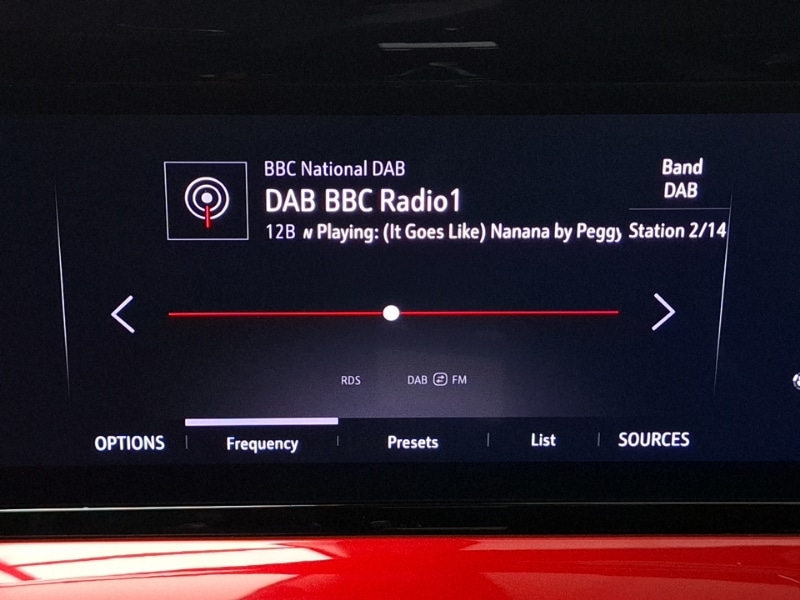 BBC National DAB
Band
DAB BBC Radio1
DAB
12B Playing: (It Goes Like) Nanana by Peggy
Station 2/14
RDS
DAB FM
OPTIONS
Frequency
Presets
List
SOURCES